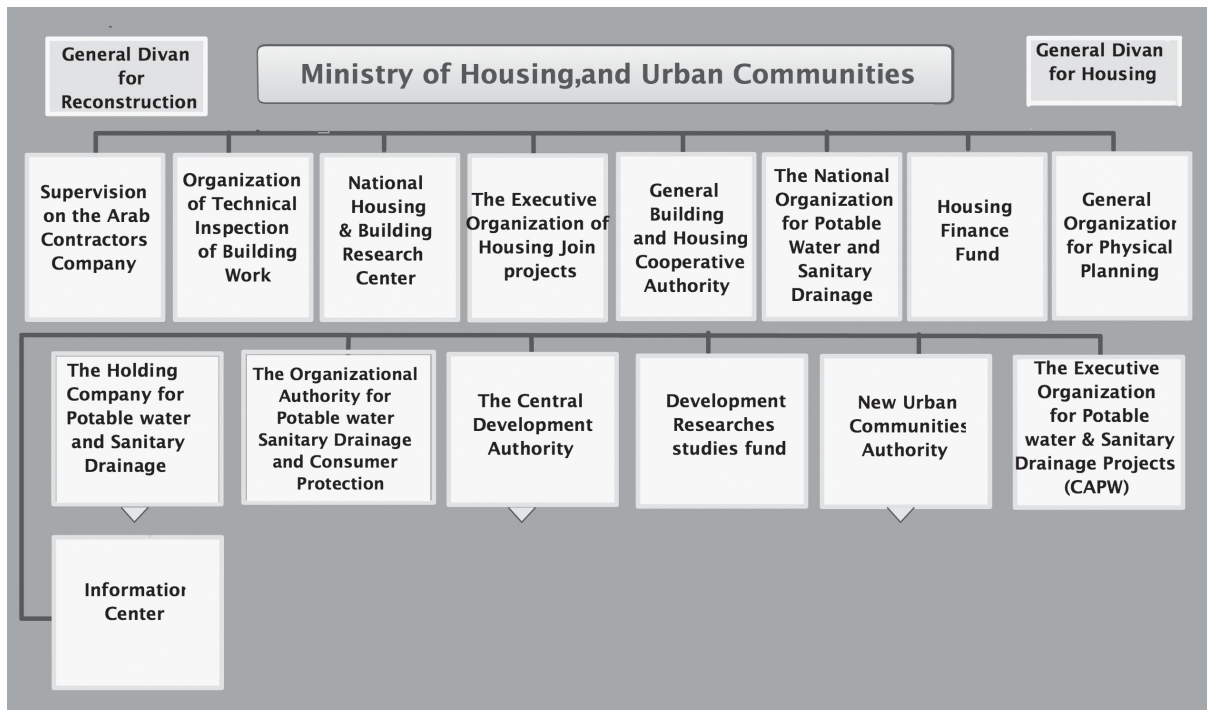 General Divan
for
Reconstruction
Ministry of Housing,and Urban Communities
General Divan
for Housing
Supervision
on the Arab
Contractors
Company
Organization
of Technical
Inspection
of Building
Work
National
Housing
& Building
Research
Center
The Executive
Organization of
Housing Join
projects
General
Building
and Housing
Cooperative
Authority
The National
Organization
for Potable
Water and
Sanitary
Drainage
Housing
Finance
Fund
General
Organization
for Physical
Planning
The Holding
Company for
Potable water
and Sanitary
Drainage
The Organizational
Authority for
Potable water
Sanitary Drainage
and Consumer
Protection
The Central
Development
Authority
Development
Researches
studies fund
New Urban
Communities
Authority
The Executive
Organization
for Potable
water & Sanitary
Drainage Projects
(CAPW)
Information
Center